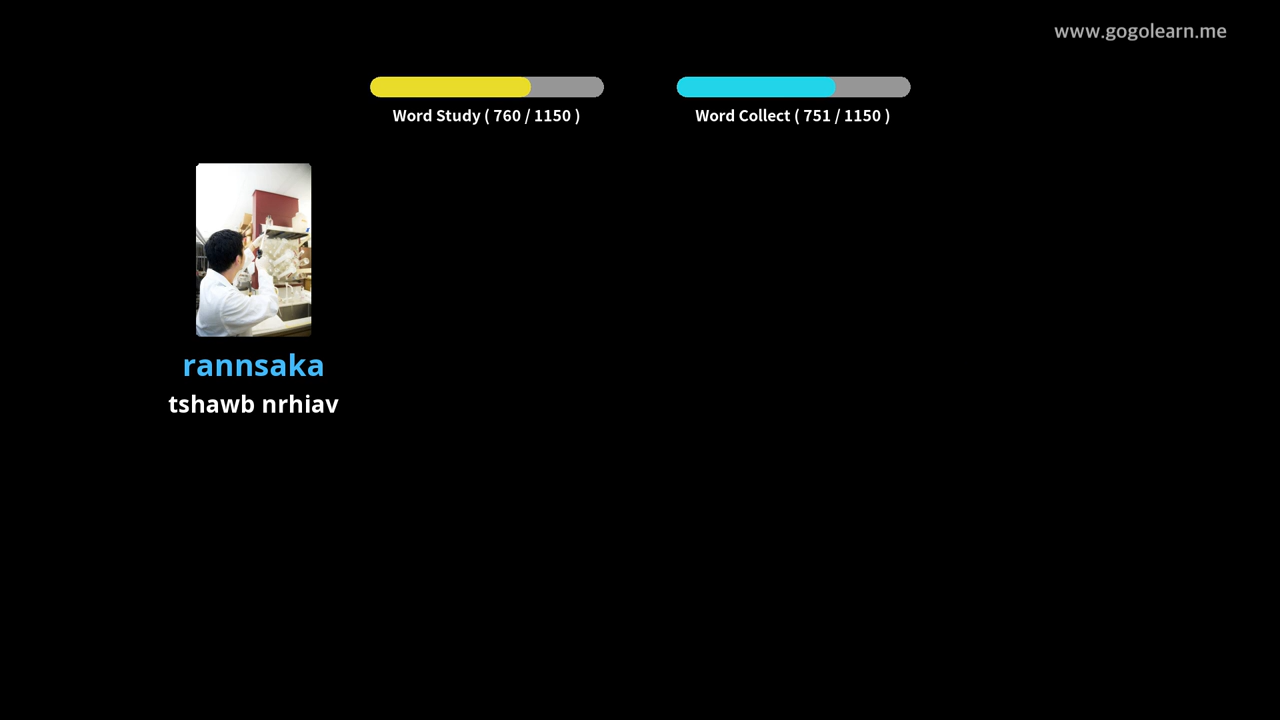 www.gogolearn.me
Word Study ( 760 / 1150 )
Word Collect ( 751 / 1150 )
rannsaka
tshawb nrhiav